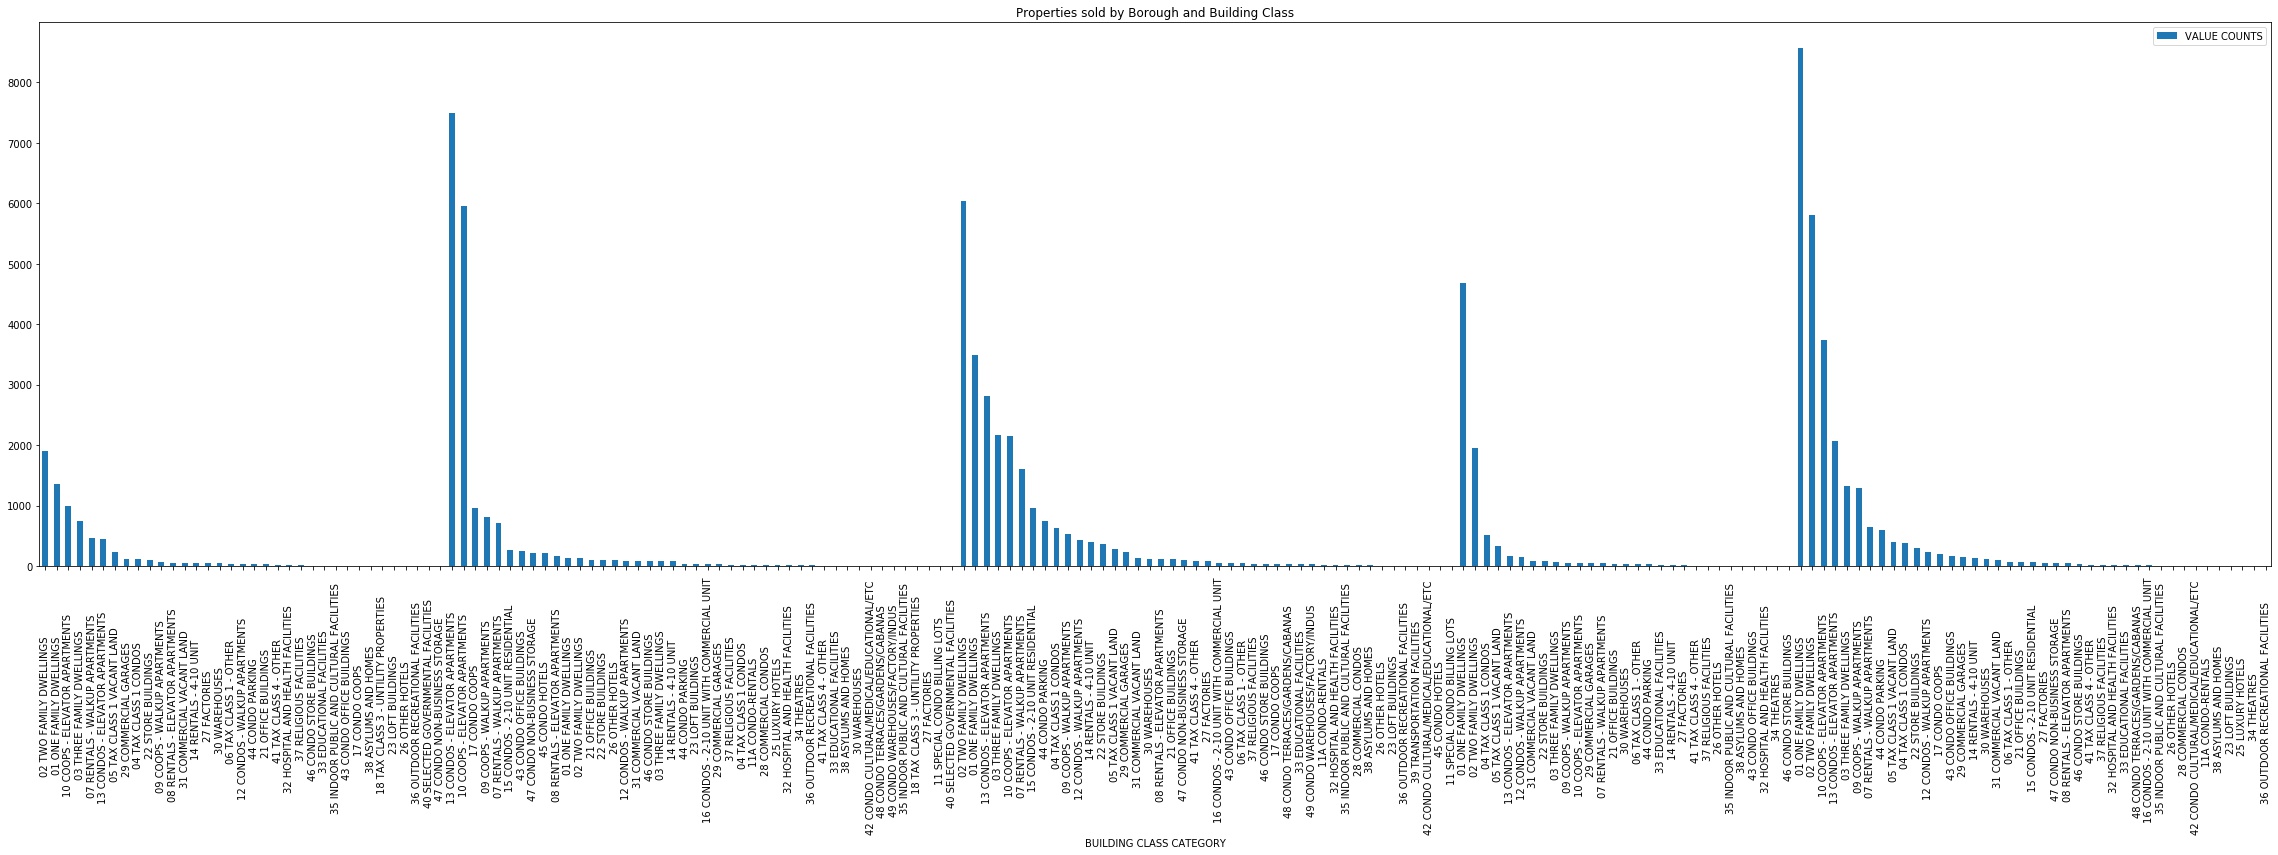 Properties sold by Borough and Building Class
VALUE COUNTS
8000
7000
6000
5000
4000
3000
2000
1000
0
02 TWO FAMILY DWELLINGS
01 ONE FAMILY DWELLINGS
10 COOPS - ELEVATOR APARTMENTS
03 THREE FAMILY DWELLINGS
07 RENTALS - WALKUP APARTMENTS
13 CONDOS - ELEVATOR APARTMENTS
05 TAX CLASS 1 VACANT LAND
29 COMMERCIAL GARAGES
04 TAX CLASS 1 CONDOS
22 STORE BUILDINGS
09 COOPS - WALKUP APARTMENTS
08 RENTALS - ELEVATOR APARTMENTS
31 COMMERCIAL VACANT LAND
14 RENTALS - 4-10 UNIT
27 FACTORIES
30 WAREHOUSES
06 TAX CLASS 1 - OTHER
12 CONDOS - WALKUP APARTMENTS
44 CONDO PARKING
21 OFFICE BUILDINGS
41 TAX CLASS 4 - OTHER
32 HOSPITAL AND HEALTH FACILITIES
37 RELIGIOUS FACILITIES
46 CONDO STORE BUILDINGS
33 EDUCATIONAL FACILITIES
35 INDOOR PUBLIC AND CULTURAL FACILITIES
43 CONDO OFFICE BUILDINGS
17 CONDO COOPS
38 ASYLUMS AND HOMES
18 TAX CLASS 3 - UNTILITY PROPERTIES
23 LOFT BUILDINGS
26 OTHER HOTELS
36 OUTDOOR RECREATIONAL FACILITIES
40 SELECTED GOVERNMENTAL FACILITIES
47 CONDO NON-BUSINESS STORAGE
13 CONDOS - ELEVATOR APARTMENTS
10 COOPS - ELEVATOR APARTMENTS
17 CONDO COOPS
09 COOPS - WALKUP APARTMENTS
07 RENTALS - WALKUP APARTMENTS
15 CONDOS - 2-10 UNIT RESIDENTIAL
43 CONDO OFFICE BUILDINGS
47 CONDO NON-BUSINESS STORAGE
45 CONDO HOTELS
08 RENTALS - ELEVATOR APARTMENTS
01 ONE FAMILY DWELLINGS
02 TWO FAMILY DWELLINGS
21 OFFICE BUILDINGS
22 STORE BUILDINGS
26 OTHER HOTELS
12 CONDOS - WALKUP APARTMENTS
31 COMMERCIAL VACANT LAND
46 CONDO STORE BUILDINGS
03 THREE FAMILY DWELLINGS
14 RENTALS - 4-10 UNIT
44 CONDO PARKING
23 LOFT BUILDINGS
16 CONDOS - 2-10 UNIT WITH COMMERCIAL UNIT
29 COMMERCIAL GARAGES
37 RELIGIOUS FACILITIES
04 TAX CLASS 1 CONDOS
11A CONDO-RENTALS
28 COMMERCIAL CONDOS
25 LUXURY HOTELS
32 HOSPITAL AND HEALTH FACILITIES
34 THEATRES
36 OUTDOOR RECREATIONAL FACILITIES
41 TAX CLASS 4 - OTHER
33 EDUCATIONAL FACILITIES
38 ASYLUMS AND HOMES
30 WAREHOUSES
42 CONDO CULTURAL/MEDICAL/EDUCATIONAL/ETC
48 CONDO TERRACES/GARDENS/CABANAS
49 CONDO WAREHOUSES/FACTORY/INDUS
35 INDOOR PUBLIC AND CULTURAL FACILITIES
18 TAX CLASS 3 - UNTILITY PROPERTIES
27 FACTORIES
11 SPECIAL CONDO BILLING LOTS
40 SELECTED GOVERNMENTAL FACILITIES
02 TWO FAMILY DWELLINGS
01 ONE FAMILY DWELLINGS
13 CONDOS - ELEVATOR APARTMENTS
03 THREE FAMILY DWELLINGS
10 COOPS - ELEVATOR APARTMENTS
07 RENTALS - WALKUP APARTMENTS
15 CONDOS - 2-10 UNIT RESIDENTIAL
44 CONDO PARKING
04 TAX CLASS 1 CONDOS
09 COOPS - WALKUP APARTMENTS
12 CONDOS - WALKUP APARTMENTS
14 RENTALS - 4-10 UNIT
22 STORE BUILDINGS
05 TAX CLASS 1 VACANT LAND
29 COMMERCIAL GARAGES
31 COMMERCIAL VACANT LAND
30 WAREHOUSES
08 RENTALS - ELEVATOR APARTMENTS
21 OFFICE BUILDINGS
47 CONDO NON-BUSINESS STORAGE
41 TAX CLASS 4 - OTHER
27 FACTORIES
16 CONDOS - 2-10 UNIT WITH COMMERCIAL UNIT
43 CONDO OFFICE BUILDINGS
06 TAX CLASS 1 - OTHER
37 RELIGIOUS FACILITIES
46 CONDO STORE BUILDINGS
17 CONDO COOPS
48 CONDO TERRACES/GARDENS/CABANAS
33 EDUCATIONAL FACILITIES
49 CONDO WAREHOUSES/FACTORY/INDUS
11A CONDO-RENTALS
32 HOSPITAL AND HEALTH FACILITIES
35 INDOOR PUBLIC AND CULTURAL FACILITIES
28 COMMERCIAL CONDOS
38 ASYLUMS AND HOMES
26 OTHER HOTELS
23 LOFT BUILDINGS
36 OUTDOOR RECREATIONAL FACILITIES
39 TRANSPORTATION FACILITIES
42 CONDO CULTURAL/MEDICAL/EDUCATIONAL/ETC
45 CONDO HOTELS
11 SPECIAL CONDO BILLING LOTS
01 ONE FAMILY DWELLINGS
02 TWO FAMILY DWELLINGS
04 TAX CLASS 1 CONDOS
05 TAX CLASS 1 VACANT LAND
13 CONDOS - ELEVATOR APARTMENTS
12 CONDOS - WALKUP APARTMENTS
31 COMMERCIAL VACANT LAND
22 STORE BUILDINGS
03 THREE FAMILY DWELLINGS
09 COOPS - WALKUP APARTMENTS
10 COOPS - ELEVATOR APARTMENTS
29 COMMERCIAL GARAGES
07 RENTALS - WALKUP APARTMENTS
21 OFFICE BUILDINGS
30 WAREHOUSES
06 TAX CLASS 1 - OTHER
44 CONDO PARKING
33 EDUCATIONAL FACILITIES
14 RENTALS - 4-10 UNIT
27 FACTORIES
41 TAX CLASS 4 - OTHER
37 RELIGIOUS FACILITIES
26 OTHER HOTELS
35 INDOOR PUBLIC AND CULTURAL FACILITIES
38 ASYLUMS AND HOMES
43 CONDO OFFICE BUILDINGS
32 HOSPITAL AND HEALTH FACILITIES
34 THEATRES
46 CONDO STORE BUILDINGS
01 ONE FAMILY DWELLINGS
02 TWO FAMILY DWELLINGS
10 COOPS - ELEVATOR APARTMENTS
13 CONDOS - ELEVATOR APARTMENTS
03 THREE FAMILY DWELLINGS
09 COOPS - WALKUP APARTMENTS
07 RENTALS - WALKUP APARTMENTS
44 CONDO PARKING
05 TAX CLASS 1 VACANT LAND
04 TAX CLASS 1 CONDOS
22 STORE BUILDINGS
12 CONDOS - WALKUP APARTMENTS
17 CONDO COOPS
43 CONDO OFFICE BUILDINGS
29 COMMERCIAL GARAGES
14 RENTALS - 4-10 UNIT
30 WAREHOUSES
31 COMMERCIAL VACANT LAND
06 TAX CLASS 1 - OTHER
21 OFFICE BUILDINGS
15 CONDOS - 2-10 UNIT RESIDENTIAL
27 FACTORIES
47 CONDO NON-BUSINESS STORAGE
08 RENTALS - ELEVATOR APARTMENTS
46 CONDO STORE BUILDINGS
41 TAX CLASS 4 - OTHER
37 RELIGIOUS FACILITIES
32 HOSPITAL AND HEALTH FACILITIES
33 EDUCATIONAL FACILITIES
48 CONDO TERRACES/GARDENS/CABANAS
16 CONDOS - 2-10 UNIT WITH COMMERCIAL UNIT
35 INDOOR PUBLIC AND CULTURAL FACILITIES
26 OTHER HOTELS
28 COMMERCIAL CONDOS
42 CONDO CULTURAL/MEDICAL/EDUCATIONAL/ETC
11A CONDO-RENTALS
38 ASYLUMS AND HOMES
23 LOFT BUILDINGS
25 LUXURY HOTELS
34 THEATRES
36 OUTDOOR RECREATIONAL FACILITIES
BUILDING CLASS CATEGORY